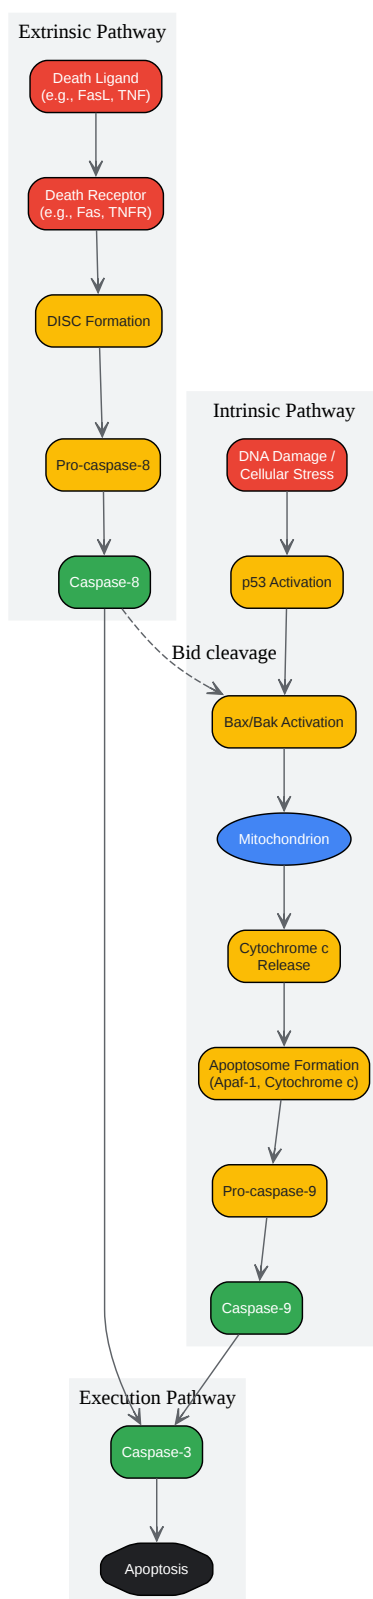 Extrinsic Pathway
Death Ligand
(e.g., FasL, TNF)
Death Receptor
(e.g., Fas, TNFR)
DISC Formation
Pro-caspase-8
Caspase-8
Intrinsic Pathway
DNA Damage /
Cellular Stress
p53 Activation
Bid cleavage
Bax/Bak Activation
Mitochondrion
Cytochrome c
Release
Apoptosome Formation
(Apaf-1, Cytochrome c)
Pro-caspase-9
Caspase-9
Execution Pathway
Caspase-3
Apoptosis